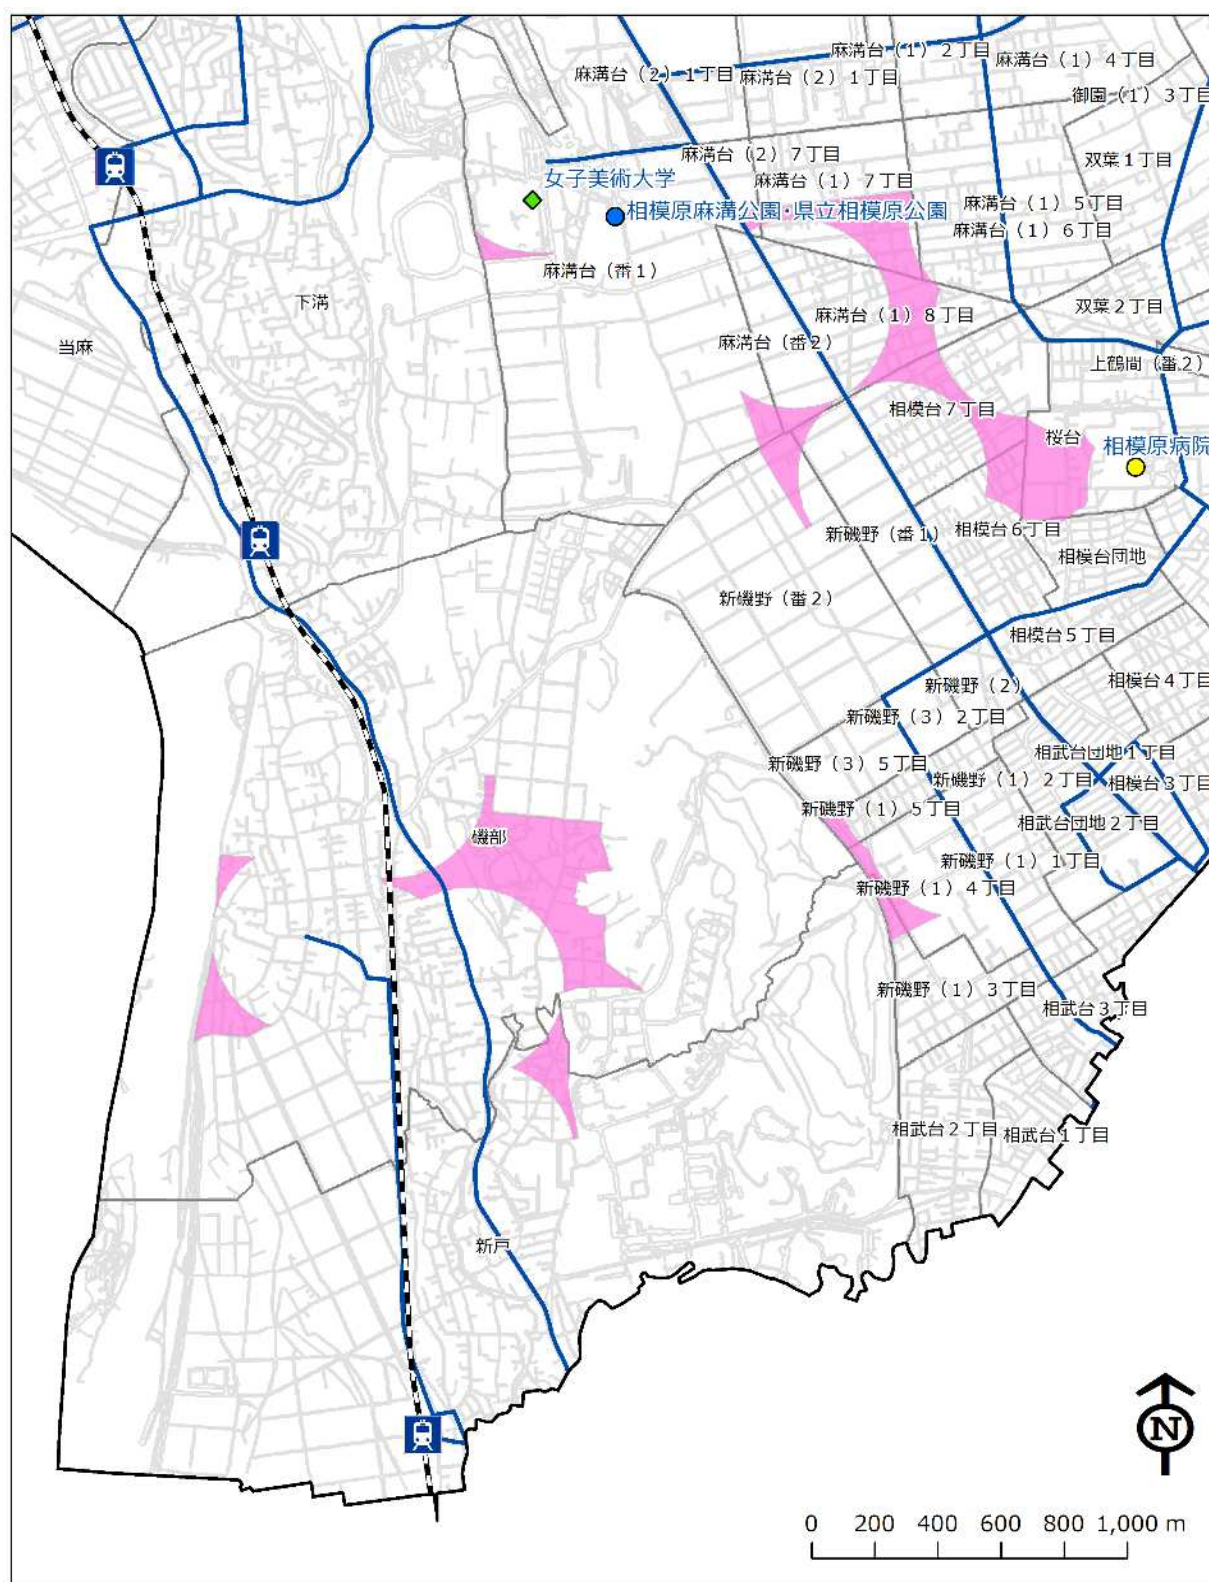 麻溝台（１）２丁目
麻溝台（２）１丁目
麻溝台（２）１丁目
麻溝台（１）４丁目
御園（１）３丁目
麻溝台（２）７丁目
双葉１丁目
女子美術大学
麻溝台（１）７丁目
麻溝台（１）５丁目
相模原麻溝公園・県立相模原公園
麻溝台（１）６丁目
麻溝台（番１）
下溝
双葉２丁目
麻溝台（１）８丁目
当麻
麻溝台（番２）
上鶴間（番２）
相模台７丁目
桜台
相模原病院
新磯野（番１）
相模台６丁目
相模台団地
新磯野（番２）
相模台５丁目
相模台４丁目
新磯野（２）
新磯野（３）２丁目
相武台団地１丁目
新磯野（３）５丁目
新磯野（１）２丁目
相模台３丁目
新磯野（１）５丁目
相武台団地２丁目
磯部
新磯野（１）１丁目
新磯野（１）４丁目
新磯野（１）３丁目
相武台３丁目
相武台２丁目
相武台１丁目
新戸
N
0 200 400 600 800 1,000 m